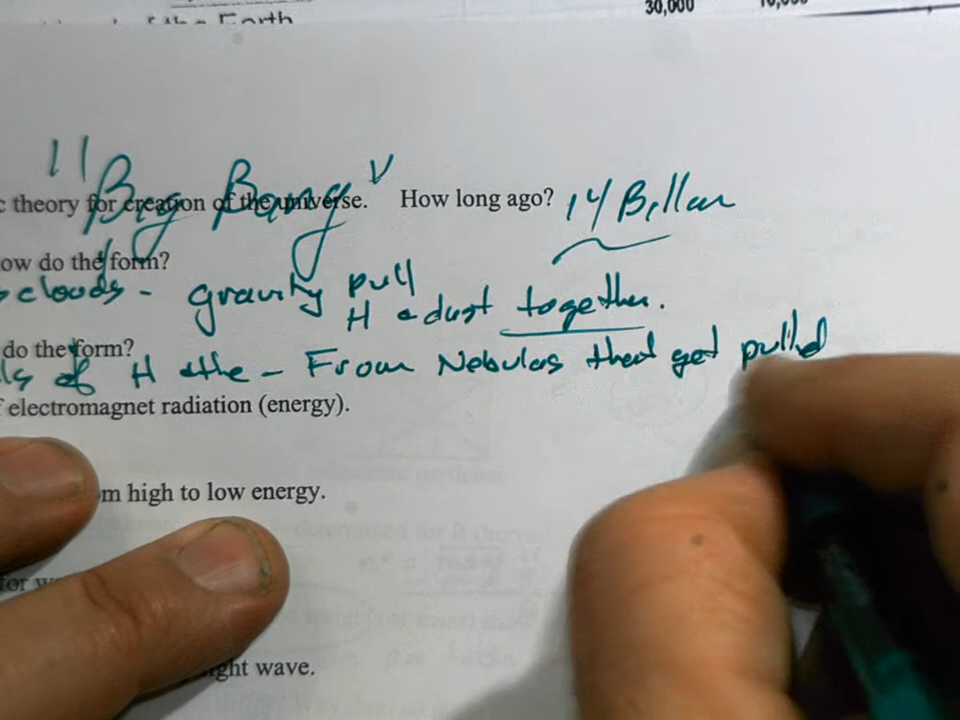 Earth 30,000
"Big Bang"
c theory for creation of the universe. How long ago? 14 Billion
ow do the form?
clouds - gravity pull
H + dust together.
do the form?
ls of H + He - From Nebulas that get pulled
f electromagnet radiation (energy).
m high to low energy.
for w
ght wave.